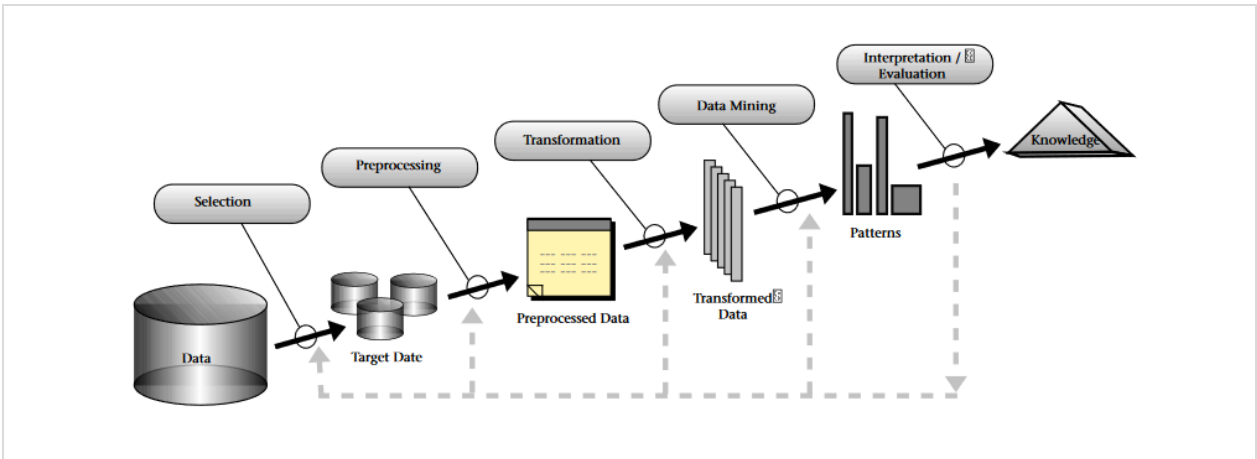 Interpretation /
Evaluation
Data Mining
Knowledge
Transformation
Preprocessing
Selection
Patterns
Transformed
Data
Preprocessed Data
Target Date
Data